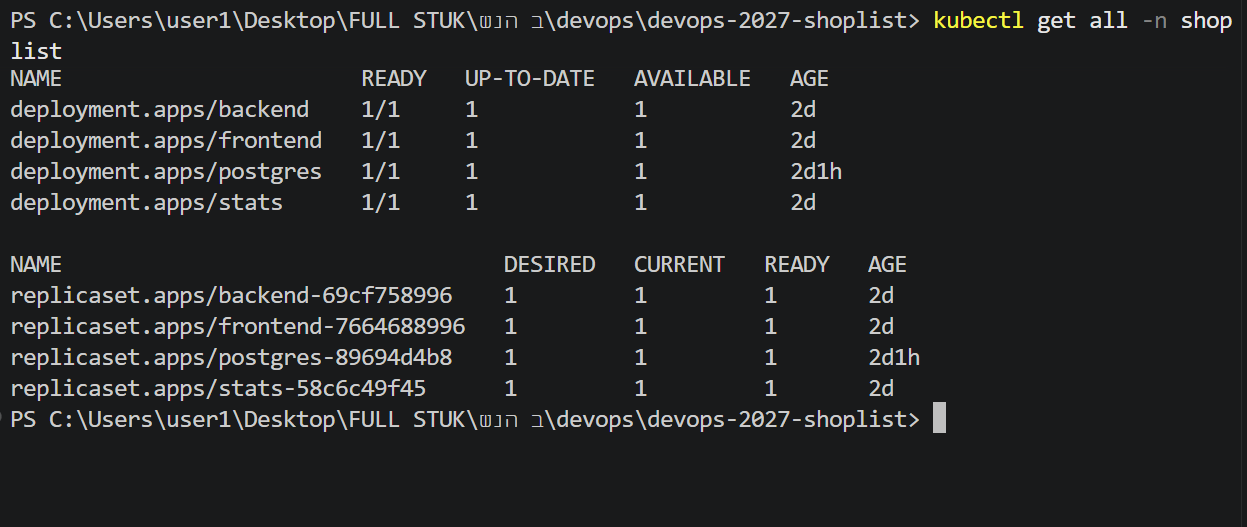 PS C:\Users\user1\Desktop\FULL STUK\שנה ב\devops\devops-2027-shoplist> kubectl get all -n shop
list
NAME                        READY   UP-TO-DATE   AVAILABLE   AGE
deployment.apps/backend    1/1     1            1           2d
deployment.apps/frontend   1/1     1            1           2d
deployment.apps/postgres   1/1     1            1           2d1h
deployment.apps/stats      1/1     1            1           2d

NAME                                  DESIRED   CURRENT   READY   AGE
replicaset.apps/backend-69cf758996    1         1         1       2d
replicaset.apps/frontend-7664688996   1         1         1       2d
replicaset.apps/postgres-89694d4b8    1         1         1       2d1h
replicaset.apps/stats-58c6c49f45      1         1         1       2d
PS C:\Users\user1\Desktop\FULL STUK\שנה ב\devops\devops-2027-shoplist>